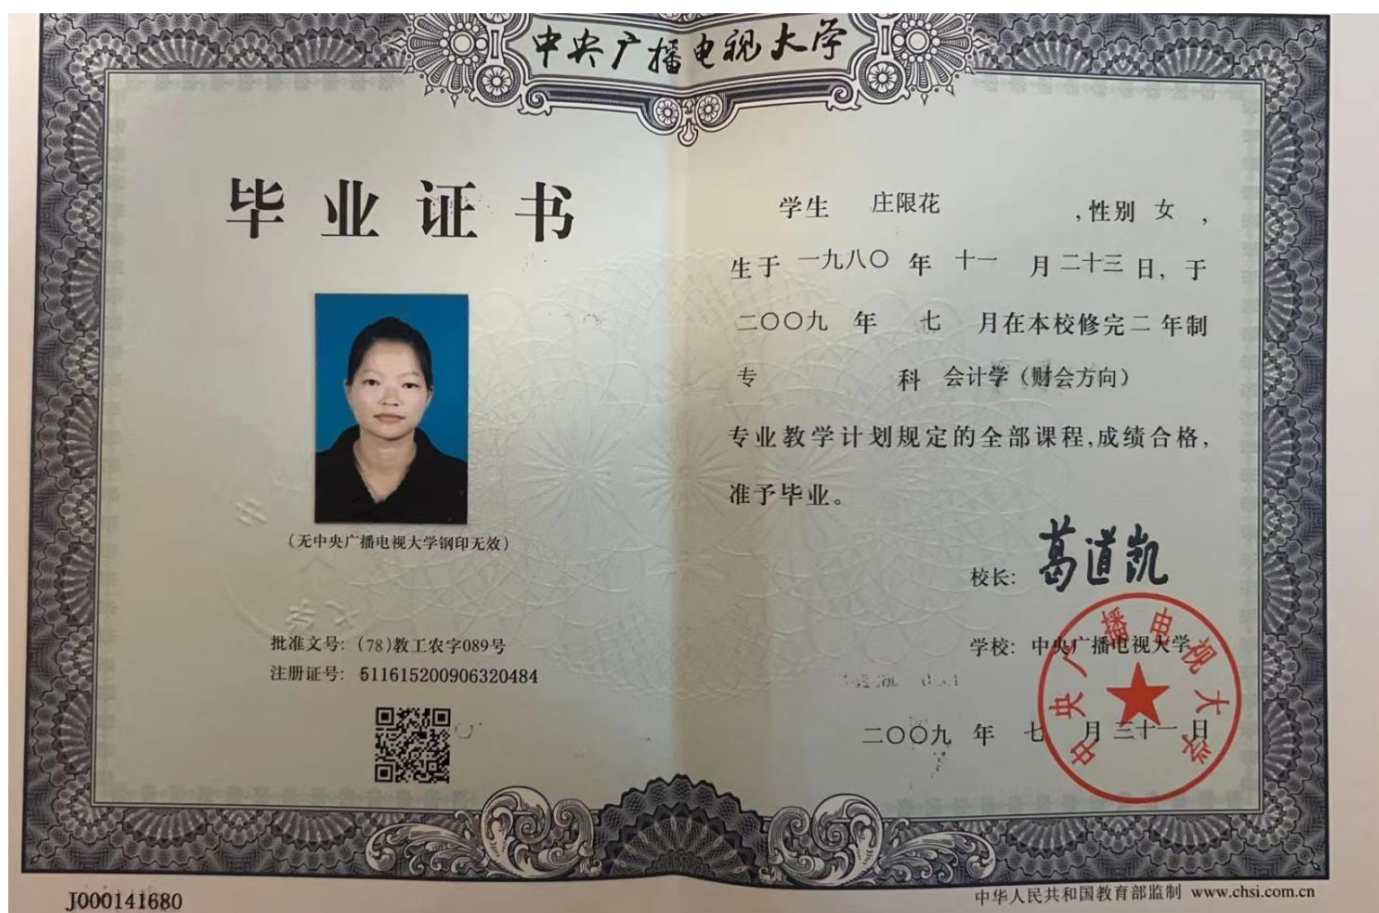 中央广播电视大学
毕业证书
(无中央广播电视大学钢印无效)
批准文号: (78)教工农字089号
注册证号: 511615200906320484
学生 庄限花 ,性别 女 ,
生于 一九八〇 年 十一 月 二十三 日, 于
二〇〇九 年 七 月在本校修完 二 年制
专 科 会计学（财会方向）
专业教学计划规定的全部课程,成绩合格,
准予毕业。
校长: 葛道凯
学校: 中央广播电视大学
中央广播电视大学
二〇〇九 年 七 月 三十一 日
J000141680
中华人民共和国教育部监制 www.chsi.com.cn